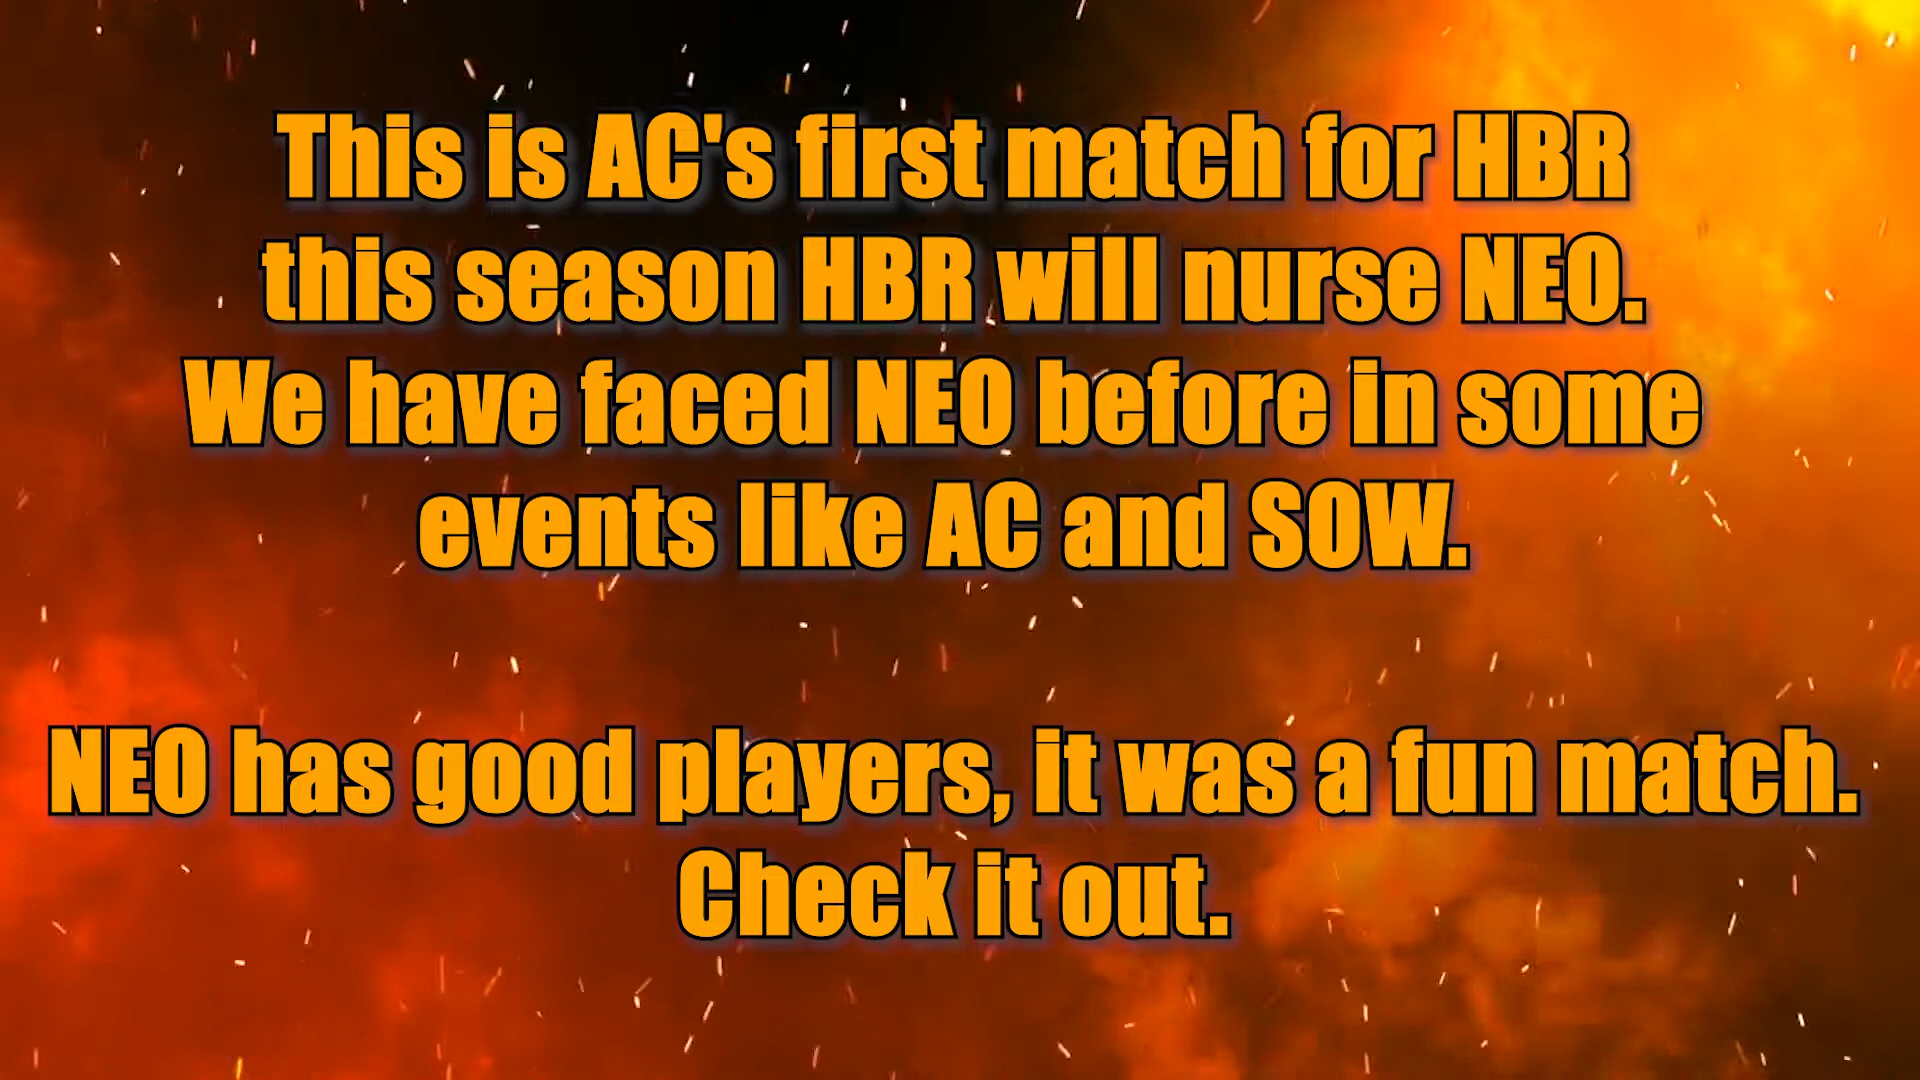 This is AC's first match for HBR
this season HBR will nurse NEO.
We have faced NEO before in some
events like AC and SOW.
NEO has good players, it was a fun match.
Check it out.